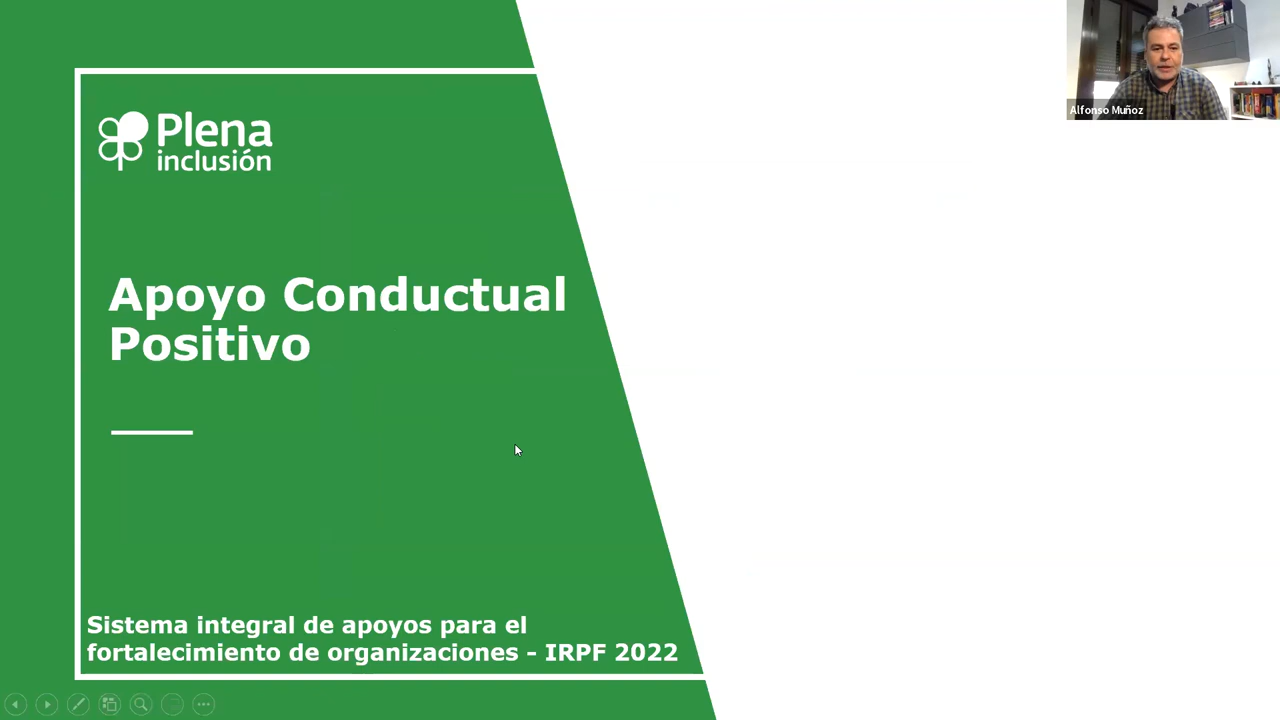 Plena
inclusión
Apoyo Conductual
Positivo
Sistema integral de apoyos para el
fortalecimiento de organizaciones - IRPF 2022
Alfonso Muñoz